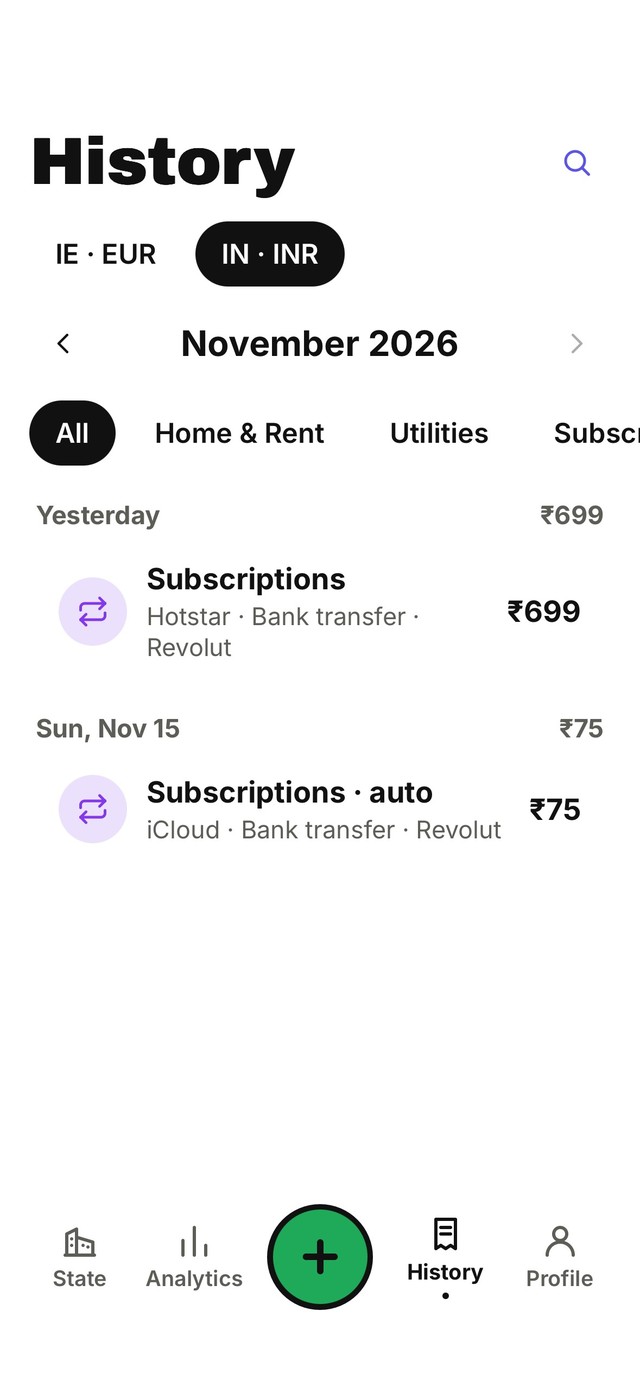 History
IE · EUR
IN · INR
November 2026
All
Home & Rent
Utilities
Subscr
Yesterday
₹699
Subscriptions
Hotstar · Bank transfer ·
Revolut
₹699
Sun, Nov 15
₹75
Subscriptions · auto
iCloud · Bank transfer · Revolut
₹75
State
Analytics
History
Profile